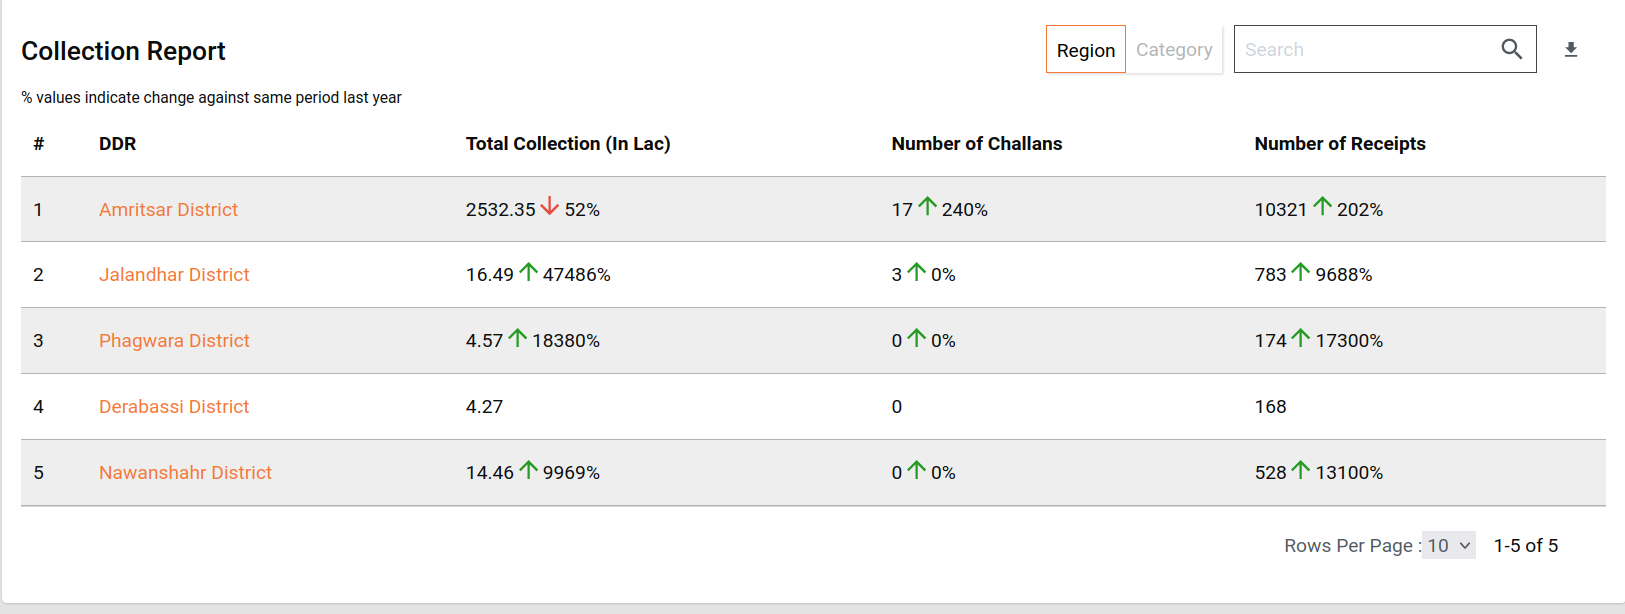 Collection Report
Region Category Search
% values indicate change against same period last year
# DDR Total Collection (In Lac) Number of Challans Number of Receipts
1 Amritsar District 2532.35 52% 17 240% 10321 202%
2 Jalandhar District 16.49 47486% 3 0% 783 9688%
3 Phagwara District 4.57 18380% 0 0% 174 17300%
4 Derabassi District 4.27 0 168
5 Nawanshahr District 14.46 9969% 0 0% 528 13100%
Rows Per Page : 10 1-5 of 5